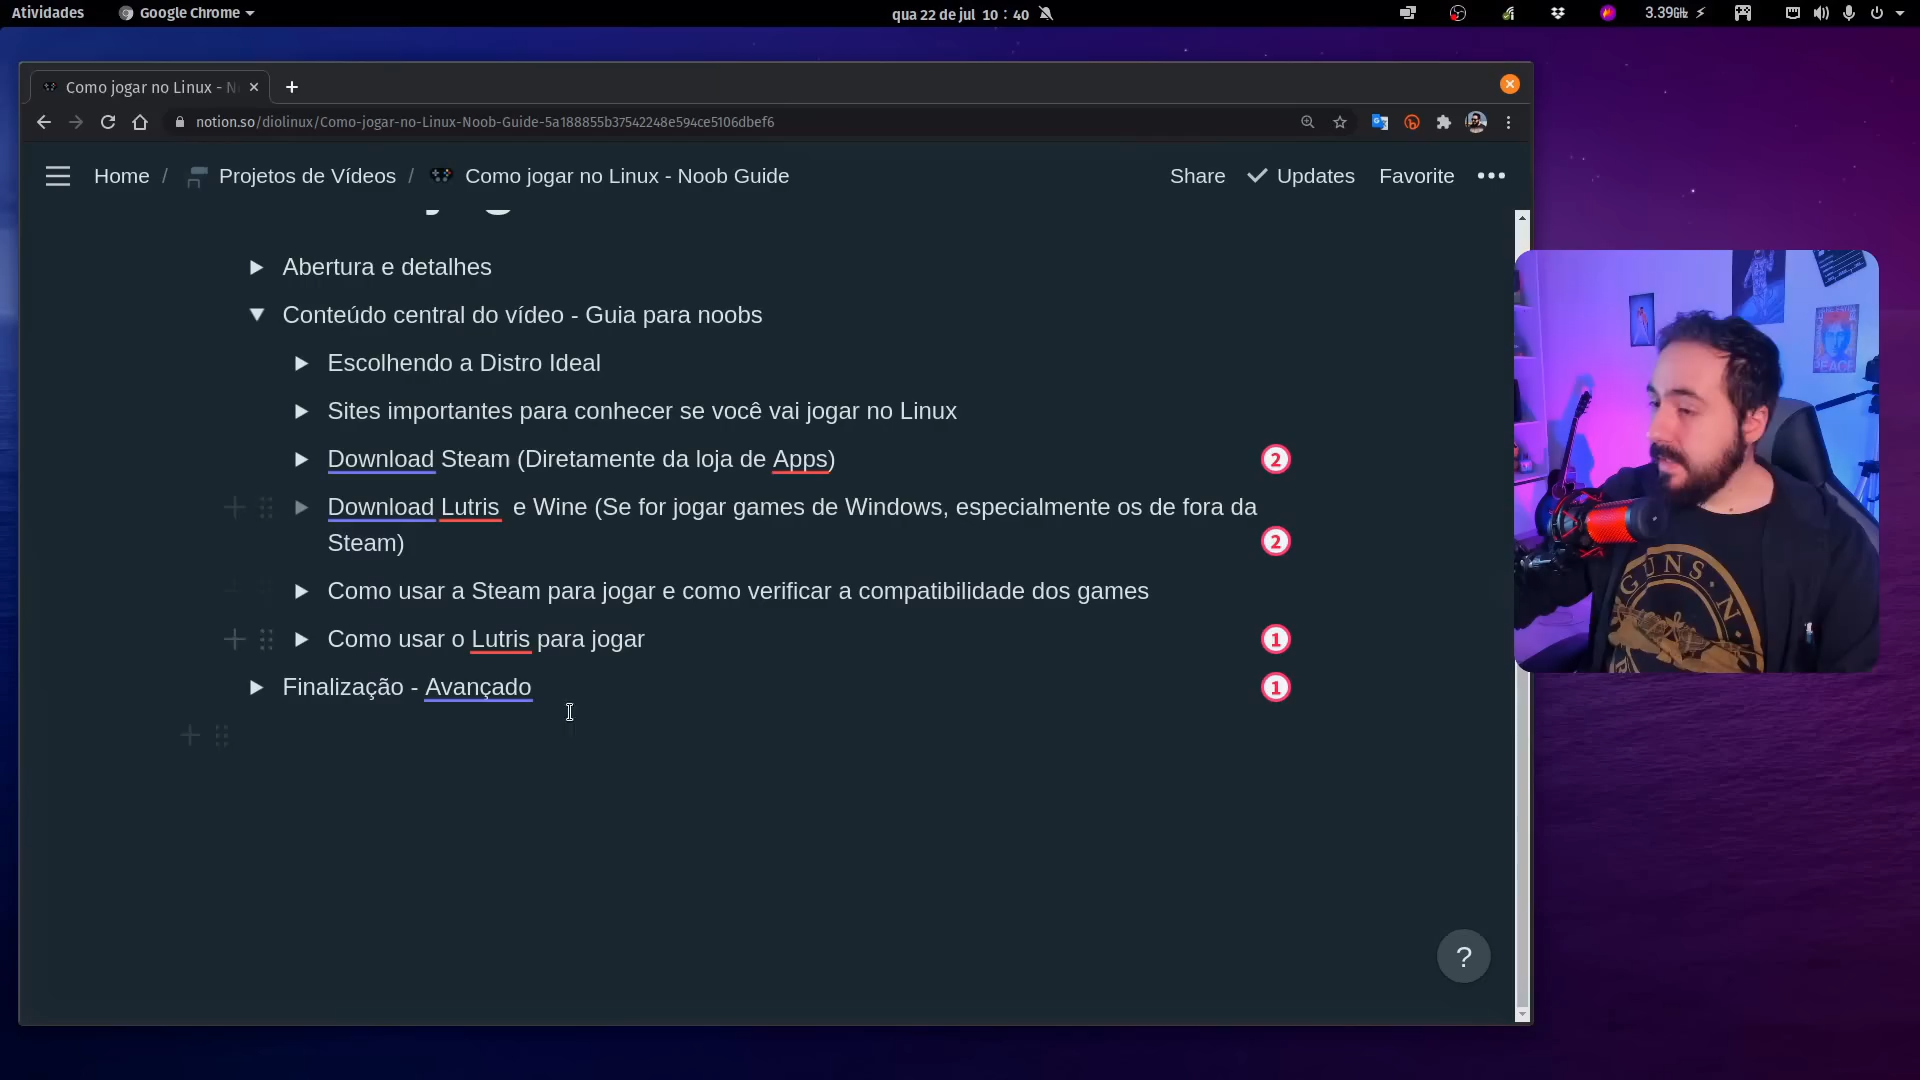 Atividades
Google Chrome
qua 22 de jul 10 : 40
3.39GHz
Como jogar no Linux - N
notion.so/diolinux/Como-jogar-no-Linux-Noob-Guide-5a188855b37542248e594ce5106dbef6
Home / Projetos de Vídeos / Como jogar no Linux - Noob Guide
Share
Updates
Favorite
Abertura e detalhes
Conteúdo central do vídeo - Guia para noobs
Escolhendo a Distro Ideal
Sites importantes para conhecer se você vai jogar no Linux
Download Steam (Diretamente da loja de Apps)
2
Download Lutris e Wine (Se for jogar games de Windows, especialmente os de fora da
Steam)
2
Como usar a Steam para jogar e como verificar a compatibilidade dos games
Como usar o Lutris para jogar
1
Finalização - Avançado
1
?
PEACE
GUNS N